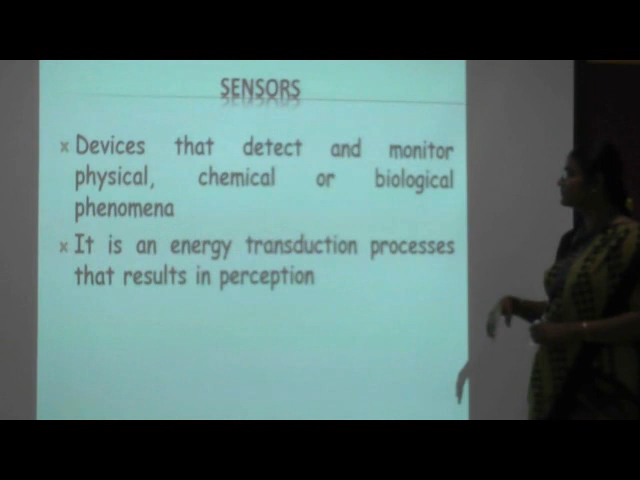 SENSORS
Devices that detect and monitor
physical, chemical or biological
phenomena
It is an energy transduction processes
that results in perception